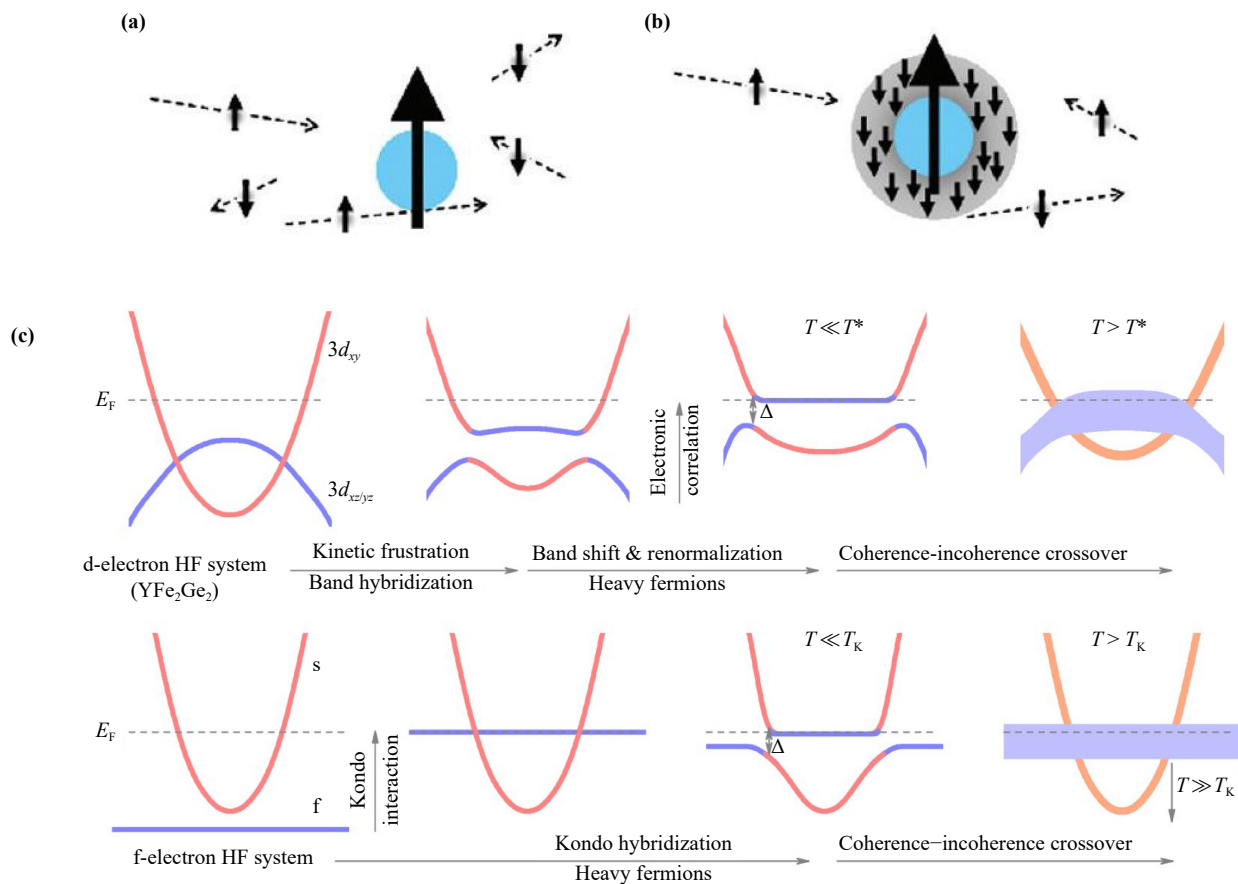 (a)
(b)
(c)
3d_xy
E_F
3d_xz/yz
T ≪ T*
Δ
Electronic
correlation
T > T*
d-electron HF system
(YFe₂Ge₂)
Kinetic frustration
Band hybridization
Band shift & renormalization
Heavy fermions
Coherence-incoherence crossover
s
E_F
f
Kondo
interaction
T ≪ T_K
Δ
T > T_K
T ≫ T_K
f-electron HF system
Kondo hybridization
Heavy fermions
Coherence−incoherence crossover